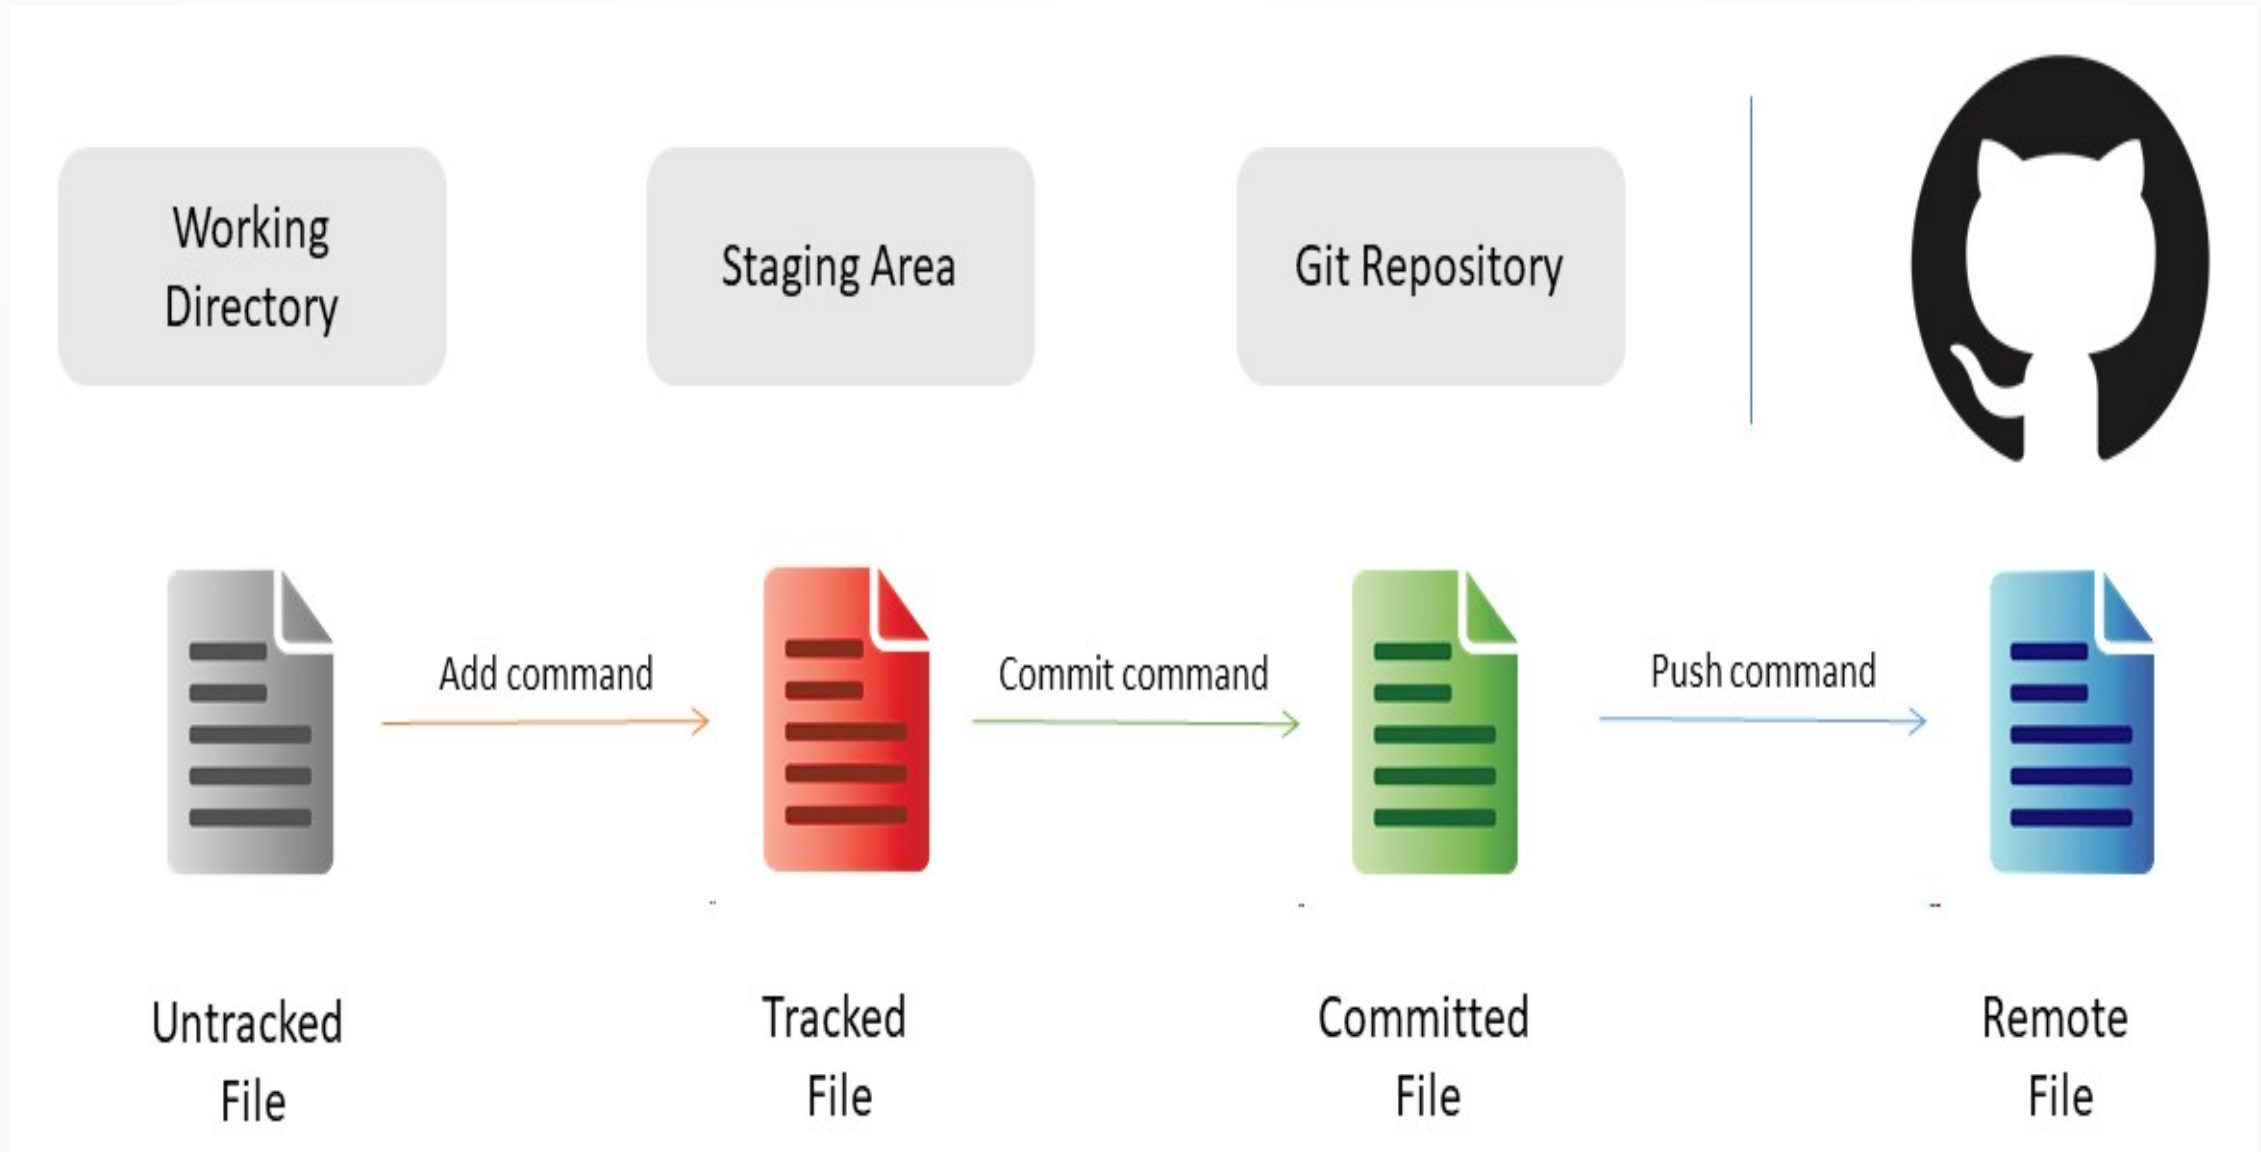 Working
Directory
Staging Area
Git Repository
Add command
Commit command
Push command
Untracked
File
Tracked
File
Committed
File
Remote
File